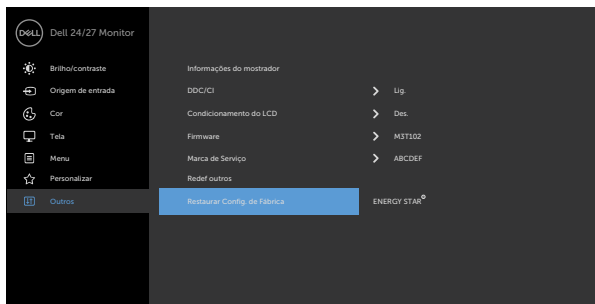 DELL Dell 24/27 Monitor
Brilho/contraste Informações do mostrador
Origem de entrada DDC/CI Lig.
Cor Condicionamento do LCD Des.
Tela Firmware M3T102
Menu Marca de Serviço ABCDEF
Personalizar Redef outros
Outros Restaurar Config. de Fábrica ENERGY STAR®